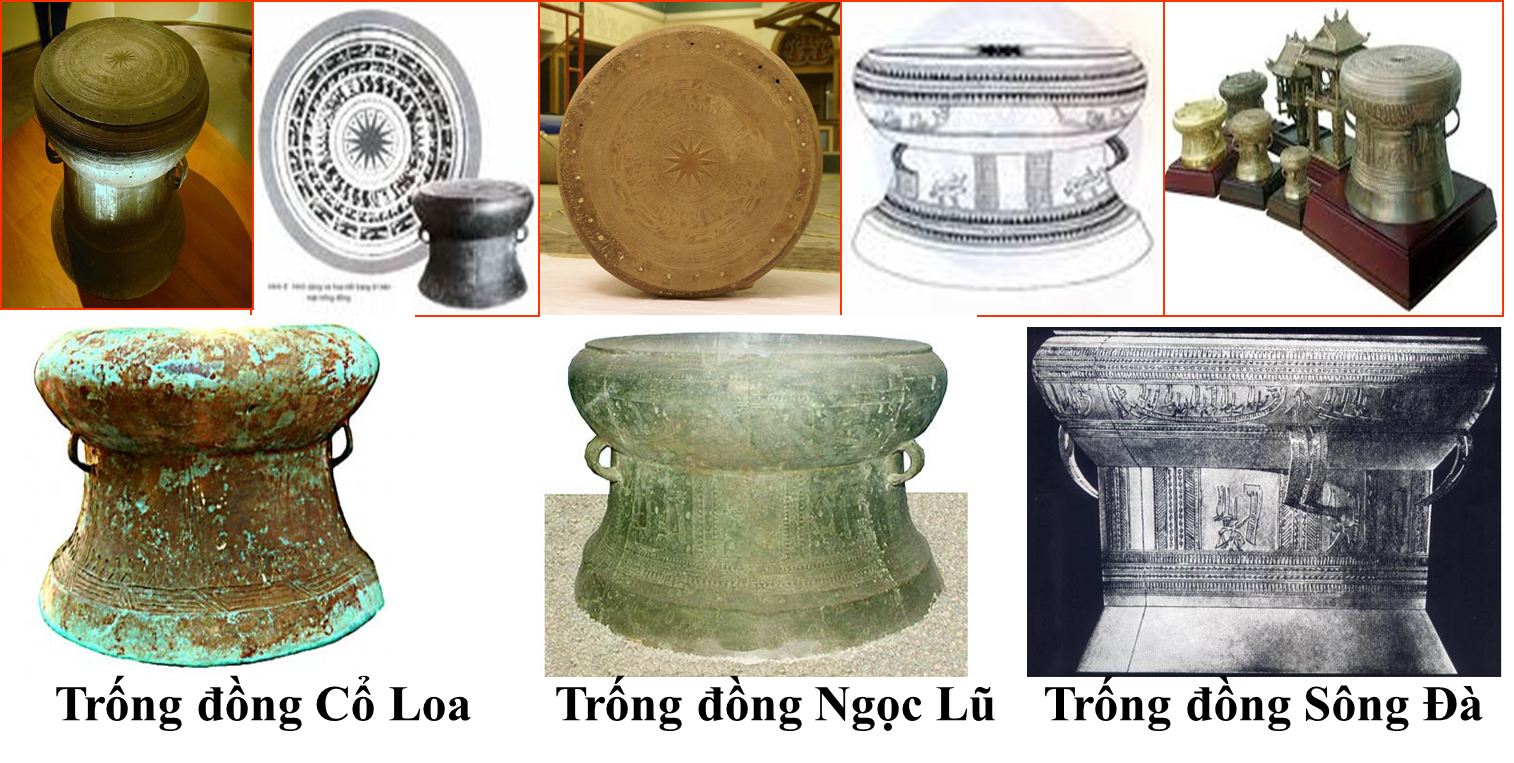 Trống đồng Cổ Loa
Trống đồng Ngọc Lũ
Trống đồng Sông Đà